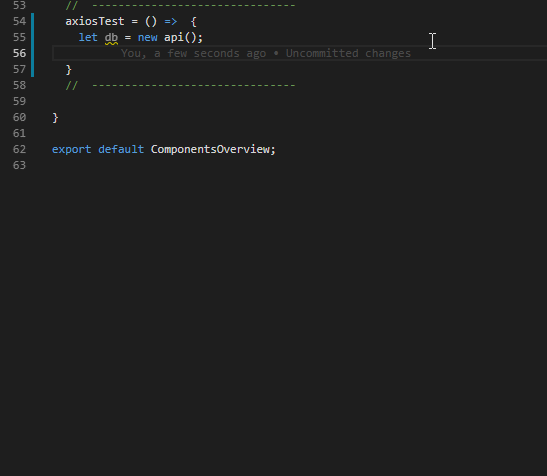 53 // -------------------------------
54 axiosTest = () => {
55 let db = new api();
56 You, a few seconds ago • Uncommitted changes
57 }
58 // -------------------------------
59
60 }
61
62 export default ComponentsOverview;
63